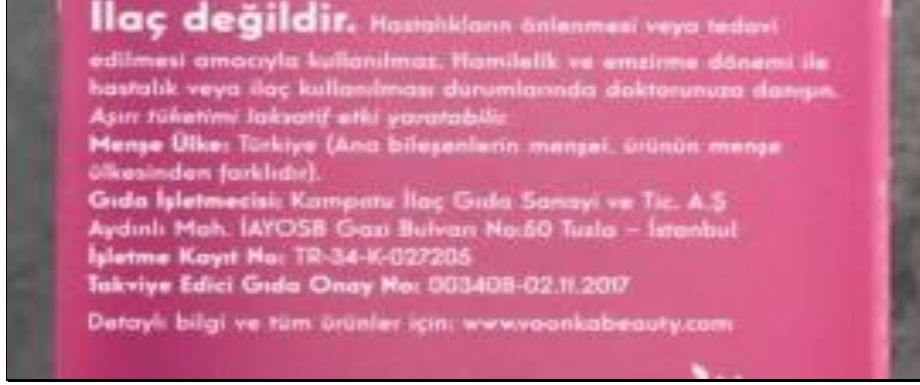 İlaç değildir. Hastalıkların önlenmesi veya tedavi
edilmesi amacıyla kullanılmaz. Hamilelik ve emzirme dönemi ile
hastalık veya ilaç kullanılması durumlarında doktorunuza danışın.
Aşırı tüketimi laksatif etki yaratabilir.
Menşe Ülke: Türkiye (Ana bileşenlerin menşei, ürünün menşe
ülkesinden farklıdır).
Gıda İşletmecisi: Kampotu İlaç Gıda Sanayi ve Tic. A.Ş
Aydınlı Mah. İAYOSB Gazi Bulvarı No:50 Tuzla – İstanbul
İşletme Kayıt No: TR-34-K-027205
Takviye Edici Gıda Onay No: 003408-02.11.2017
Detaylı bilgi ve tüm ürünler için: www.voonkabeauty.com